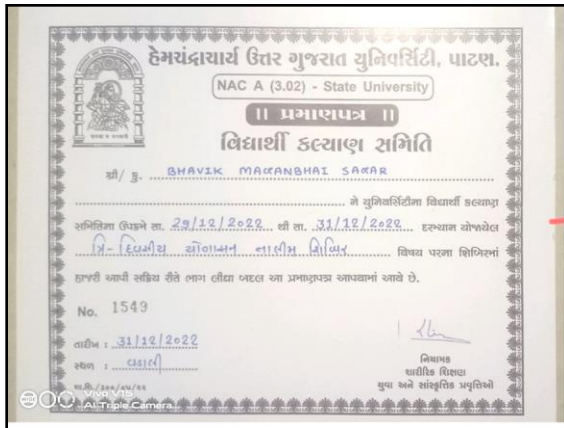 હેમચંદ્રાચાર્ય ઉત્તર ગુજરાત યુનિવર્સિટી, પાટણ.
NAC A (3.02) - State University
॥ પ્રમાણપત્ર ॥
વિદ્યાર્થી કલ્યાણ સમિતિ
શ્રી/ કુ. BHAVIK MAGANBHAI SAGAR
ને યુનિવર્સિટીના વિદ્યાર્થી કલ્યાણ
સમિતિના ઉપક્રમે તા. 29/12/2022 થી તા. 31/12/2022 દરમ્યાન યોજાયેલ
ત્રિ-દિવસીય યોગાસન તાલીમ શિબિર વિષય પરના શિબિરમાં
હાજરી આપી સક્રિય રીતે ભાગ લીધા બદલ આ પ્રમાણપત્ર આપવામાં આવે છે.
No. 1549
તારીખ : 31/12/2022
સ્થળ :
નિયામક
શારીરિક શિક્ષણ
યુવા અને સાંસ્કૃતિક પ્રવૃત્તિઓ
Vivo V15
AI Triple Camera